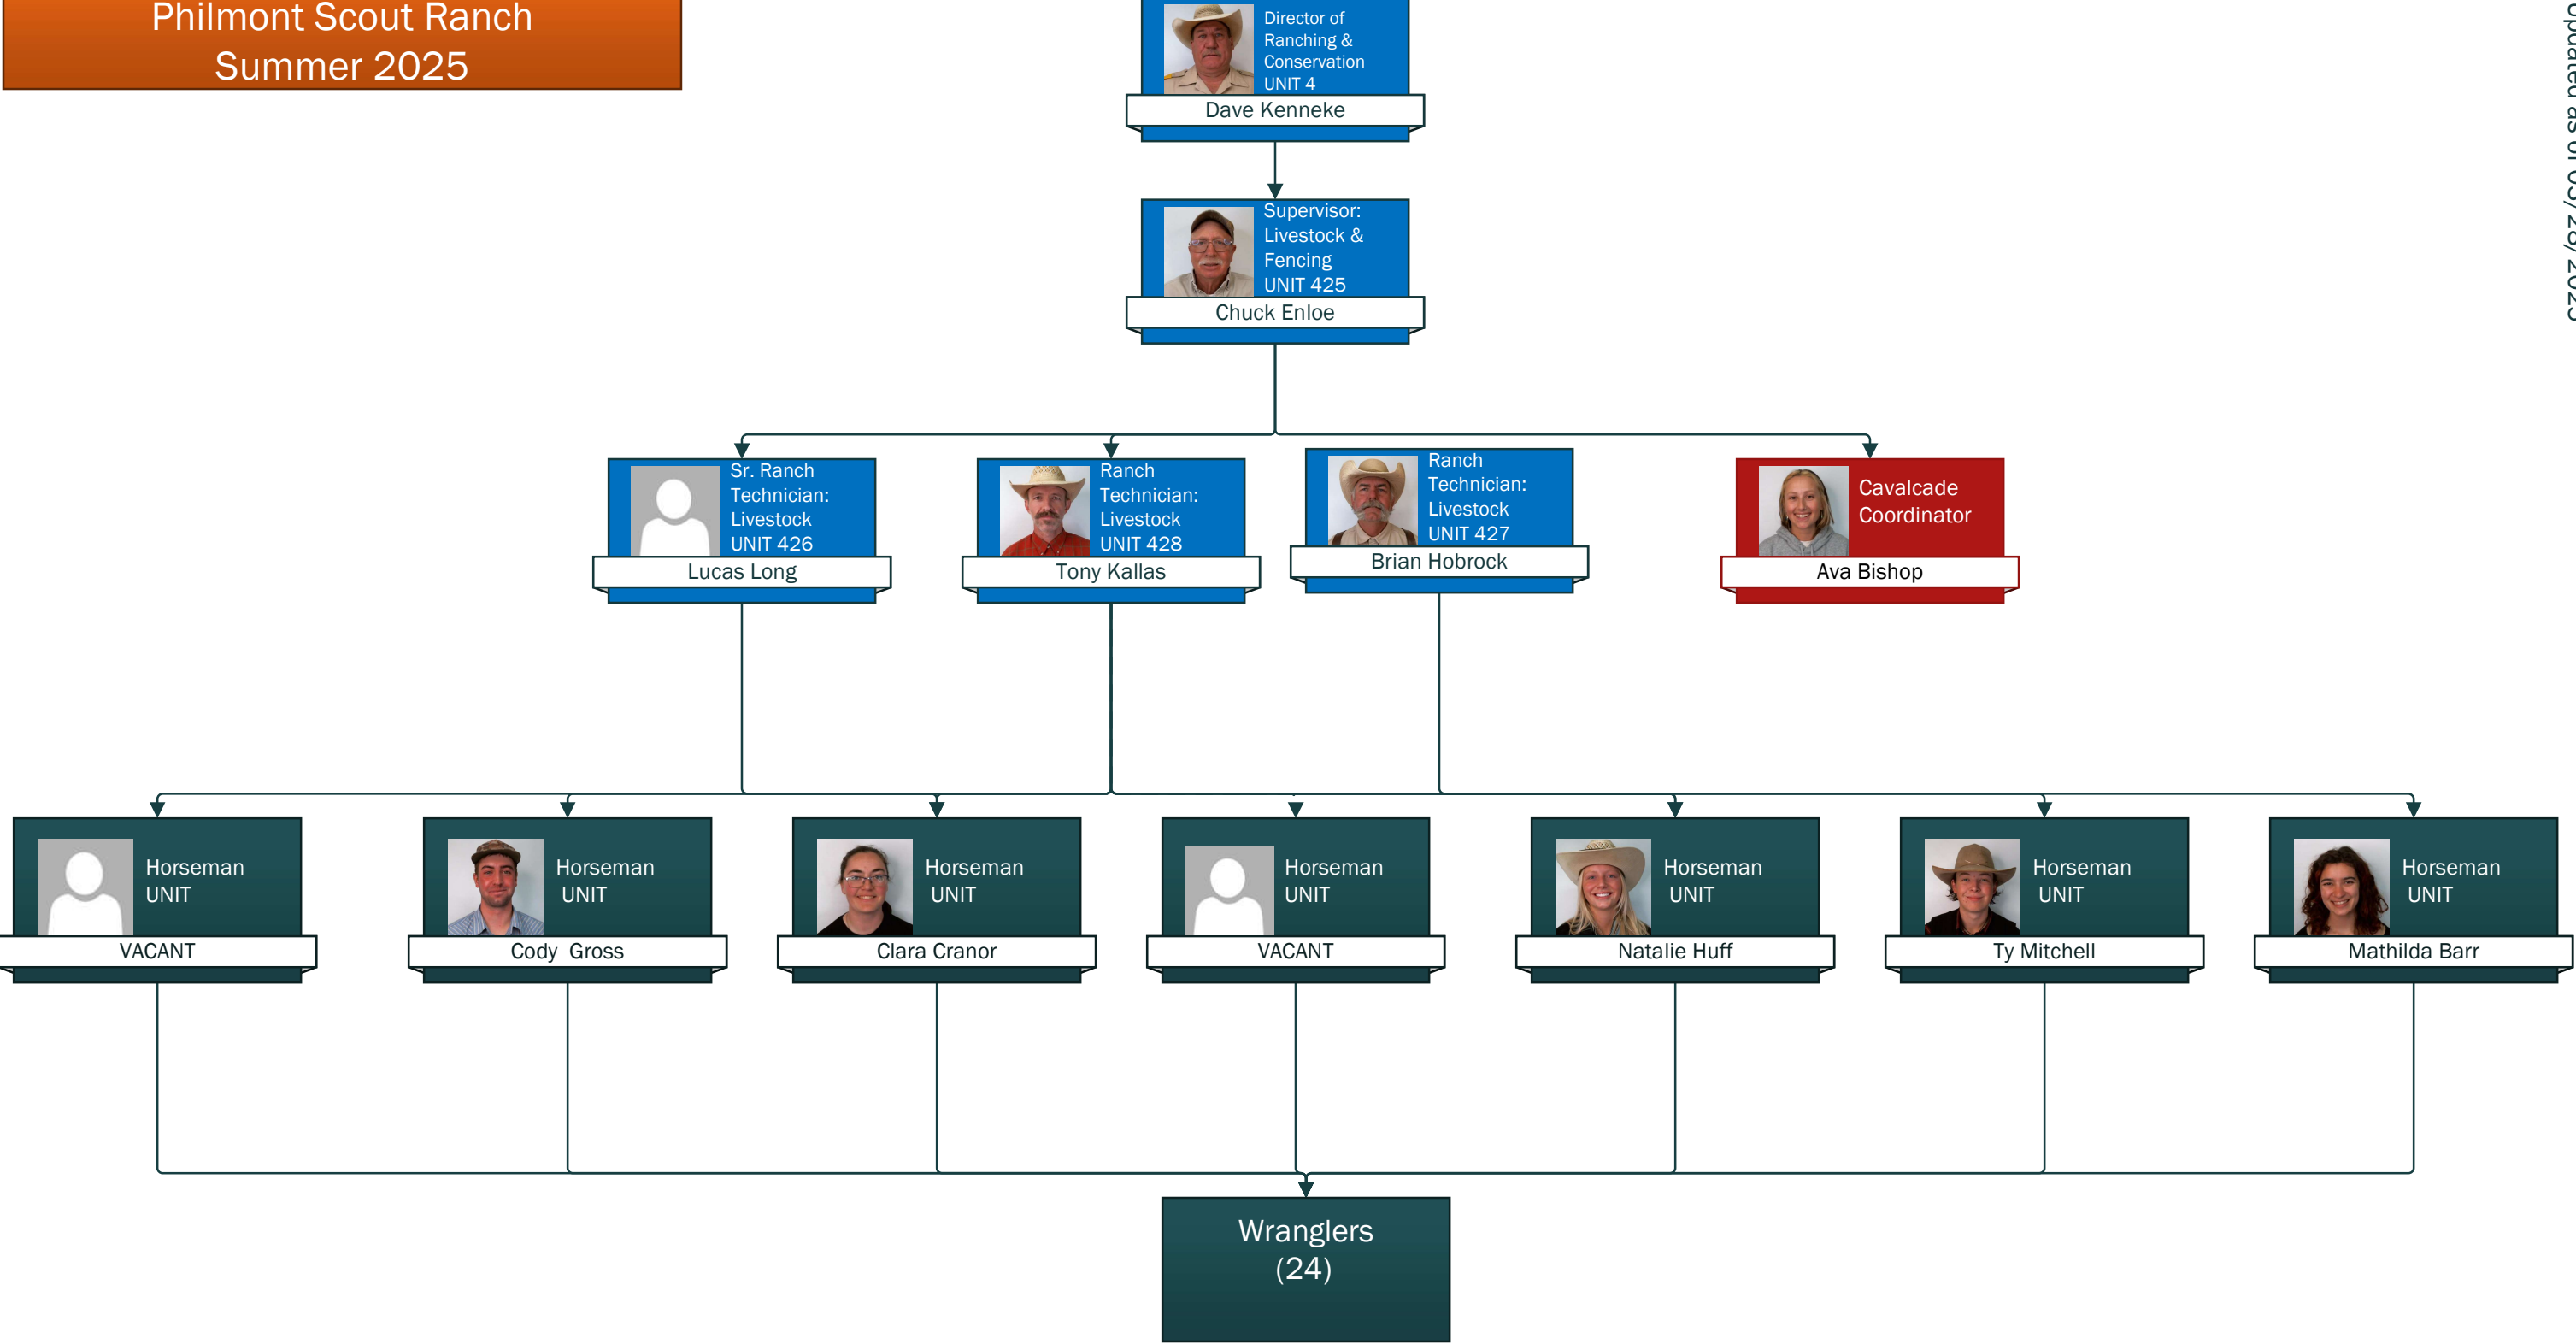 Philmont Scout Ranch
Summer 2025
Director of
Ranching &
Conservation
UNIT 4
Dave Kenneke
Supervisor:
Livestock &
Fencing
UNIT 425
Chuck Enloe
Sr. Ranch
Technician:
Livestock
UNIT 426
Lucas Long
Ranch
Technician:
Livestock
UNIT 428
Tony Kallas
Ranch
Technician:
Livestock
UNIT 427
Brian Hobrock
Cavalcade
Coordinator
Ava Bishop
Horseman
UNIT
VACANT
Horseman
UNIT
Cody  Gross
Horseman
UNIT
Clara Cranor
Horseman
UNIT
VACANT
Horseman
UNIT
Natalie Huff
Horseman
UNIT
Ty Mitchell
Horseman
UNIT
Mathilda Barr
Wranglers
(24)
updated as of